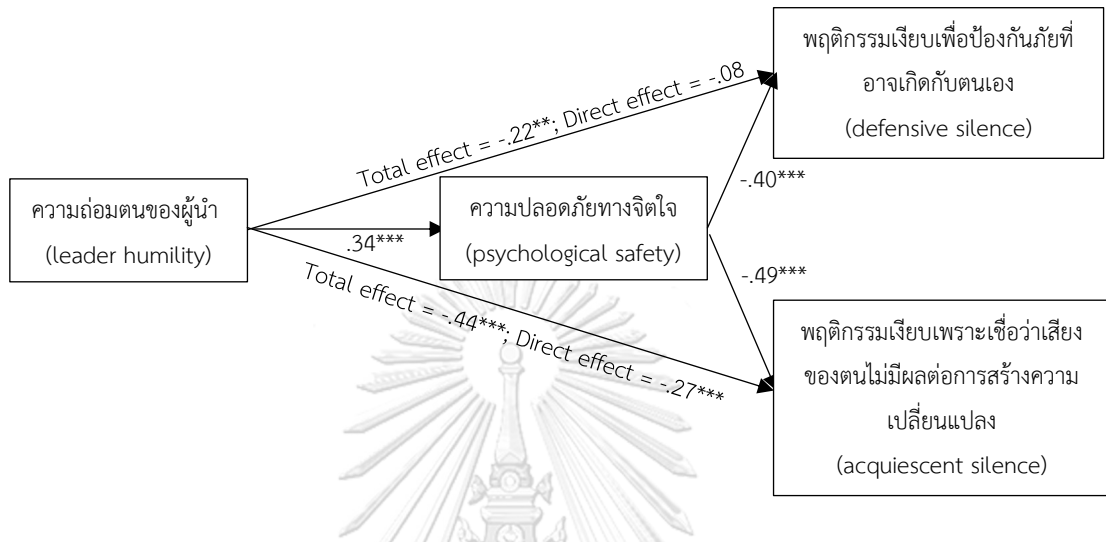 พฤติกรรมเงียบเพื่อป้องกันภัยที่
อาจเกิดกับตนเอง
(defensive silence)
Total effect = -.22**; Direct effect = -.08
-.40***
ความถ่อมตนของผู้นำ
(leader humility)
.34***
ความปลอดภัยทางจิตใจ
(psychological safety)
-.49***
Total effect = -.44***; Direct effect = -.27***
พฤติกรรมเงียบเพราะเชื่อว่าเสียง
ของตนไม่มีผลต่อการสร้างความ
เปลี่ยนแปลง
(acquiescent silence)